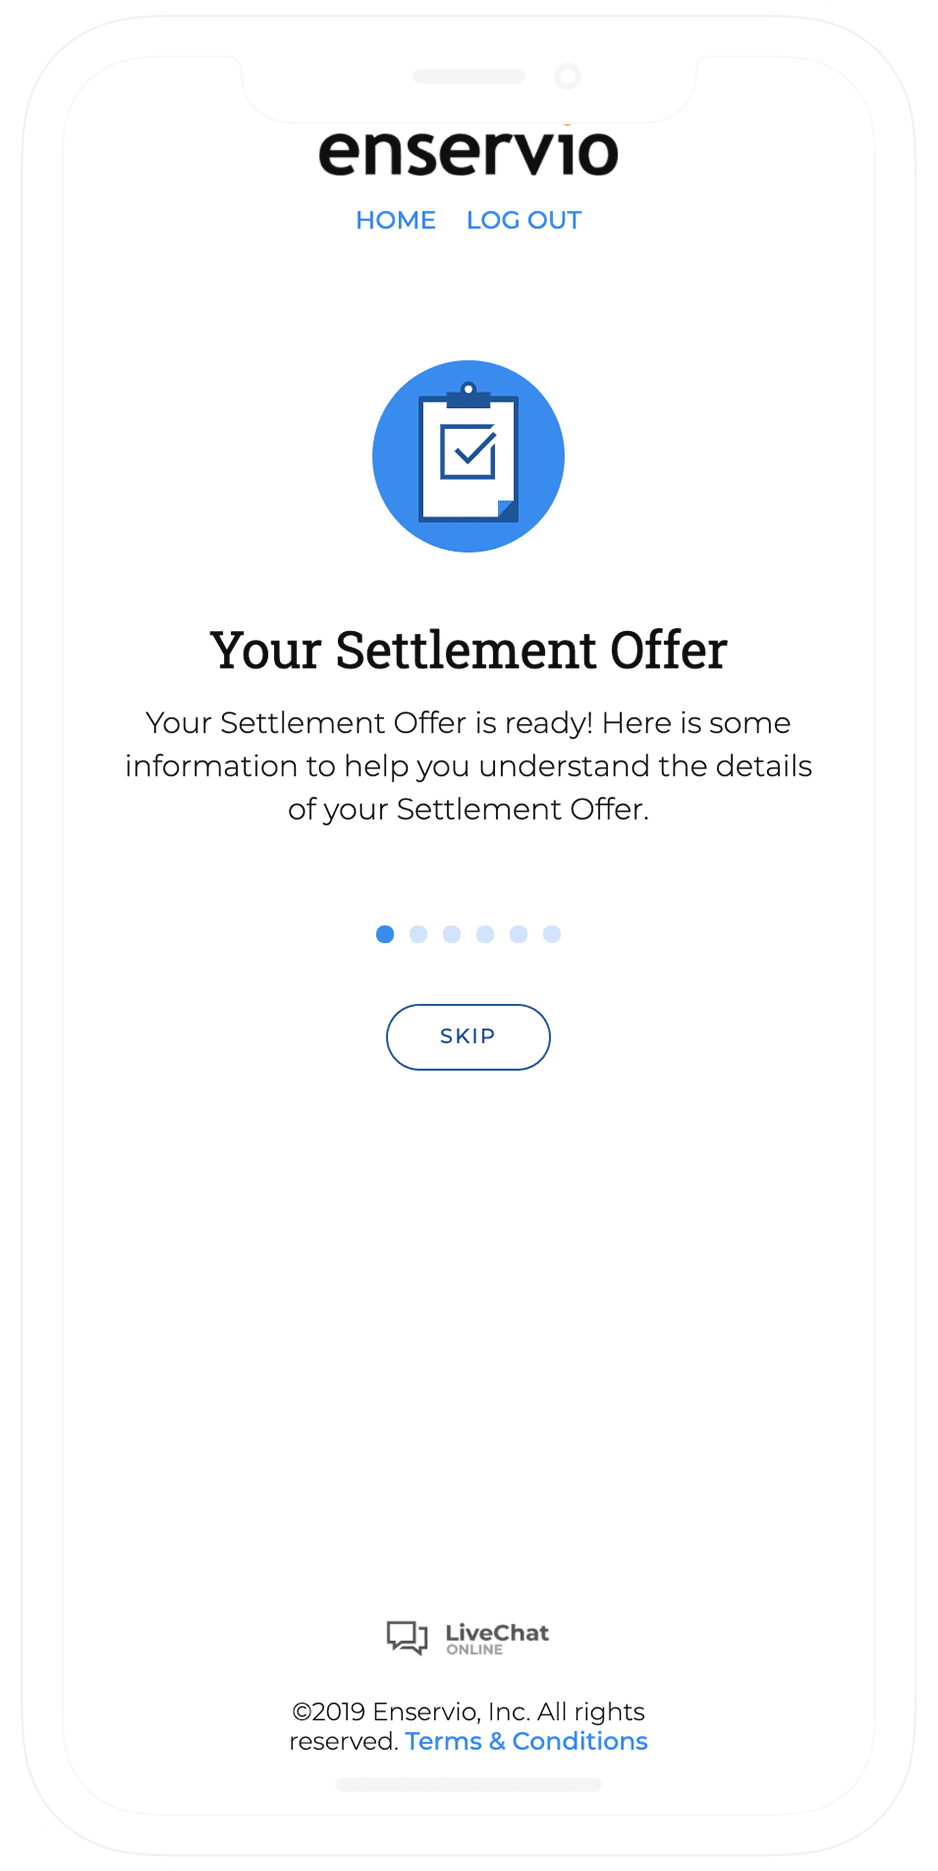 enservio
HOME LOG OUT
Your Settlement Offer
Your Settlement Offer is ready! Here is some
information to help you understand the details
of your Settlement Offer.
SKIP
LiveChat
ONLINE
©2019 Enservio, Inc. All rights
reserved. Terms & Conditions